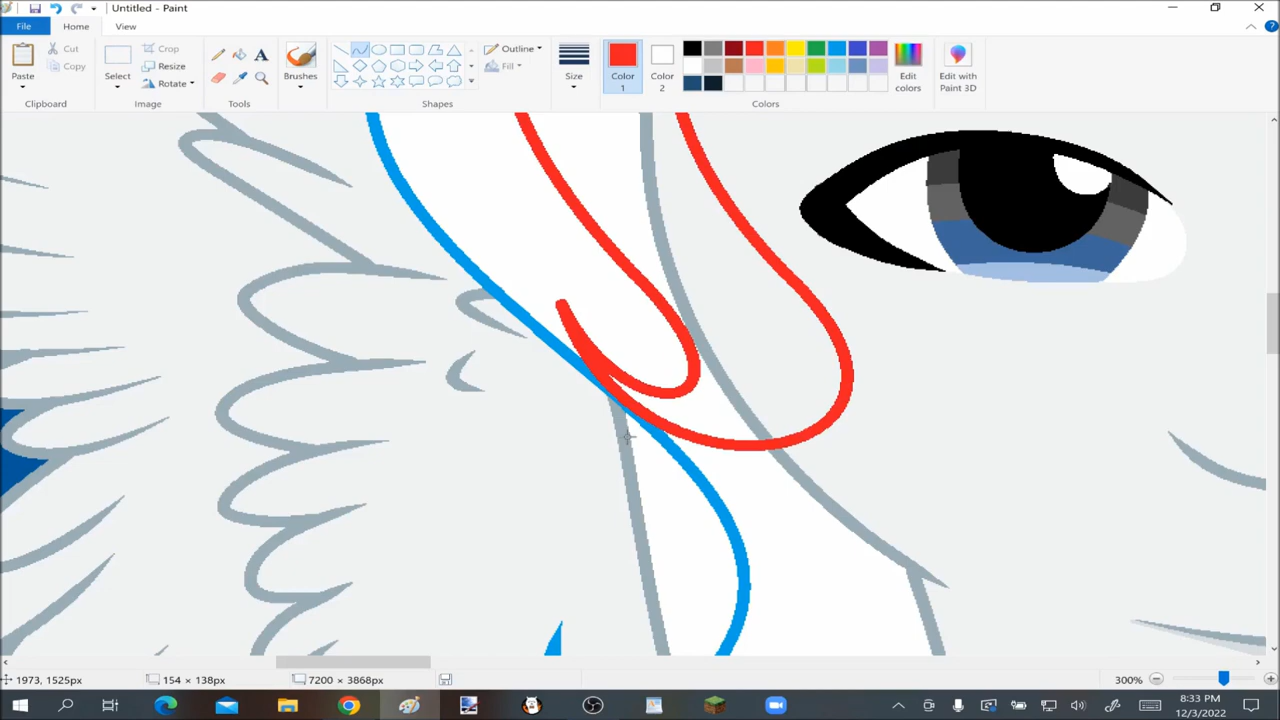 Untitled - Paint
File
Home
View
Paste
Cut
Copy
Clipboard
Select
Crop
Resize
Rotate
Image
A
Tools
Brushes
Outline
Fill
Shapes
Size
Color
1
Color
2
Edit
colors
Edit with
Paint 3D
Colors
1973, 1525px
154 × 138px
7200 × 3868px
300%
8:33 PM
12/3/2022